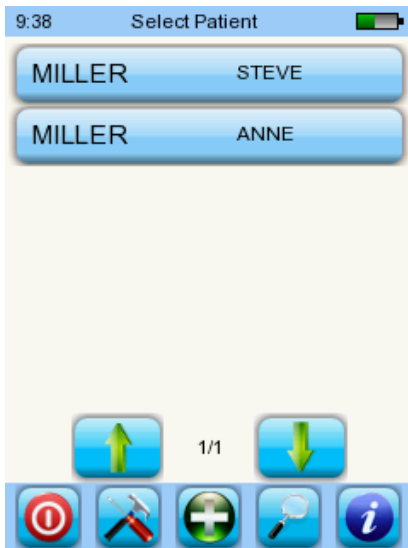 9:38 Select Patient
MILLER STEVE
MILLER ANNE
1/1
i